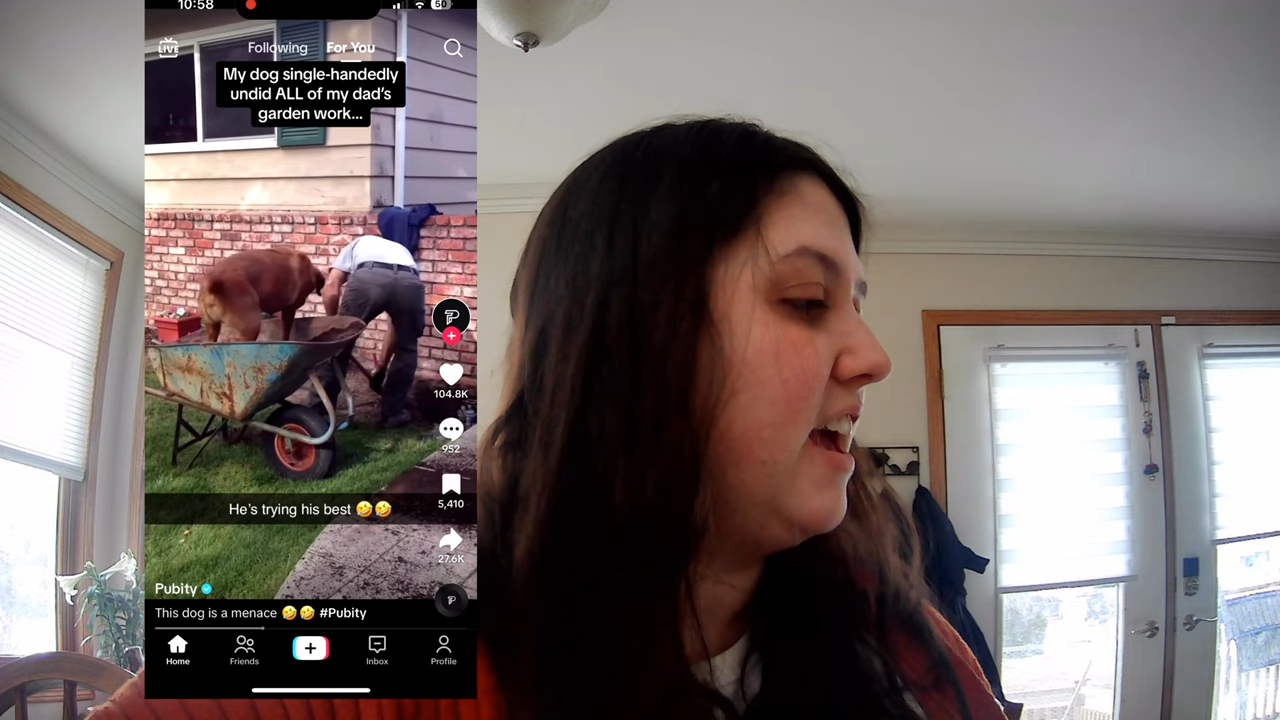 10:58
50
LIVE
Following
For You
My dog single-handedly
undid ALL of my dad's
garden work...
104.8K
952
5,410
27.6K
He's trying his best 🤣🤣
Pubity
This dog is a menace 🤣🤣 #Pubity
Home
Friends
Inbox
Profile